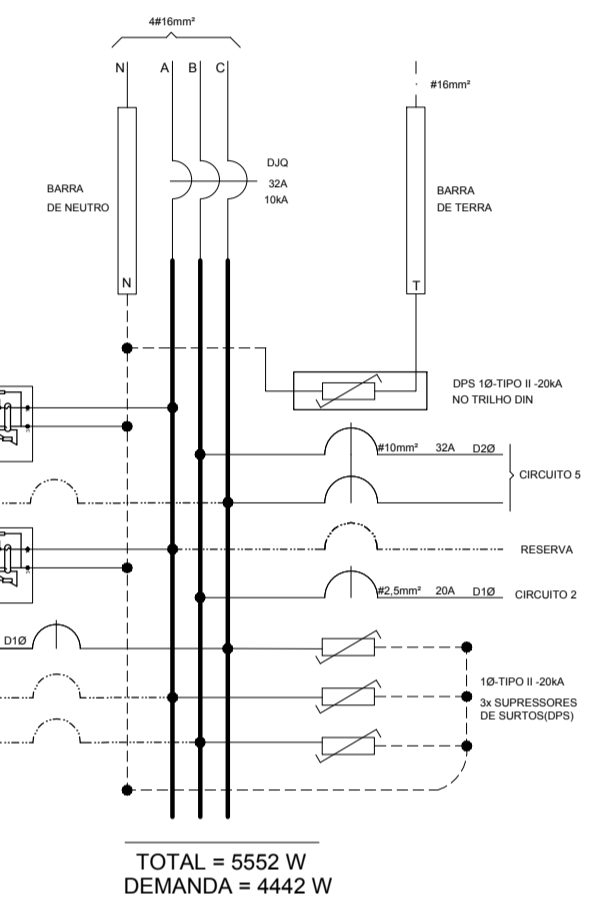 4#16mm²
N A B C
#16mm²
DJQ
32A
10kA
BARRA
DE NEUTRO
BARRA
DE TERRA
N
T
DPS 1Ø-TIPO II -20kA
NO TRILHO DIN
#10mm² 32A D2Ø
CIRCUITO 5
RESERVA
#2,5mm² 20A D1Ø CIRCUITO 2
D1Ø
1Ø-TIPO II -20kA
3x SUPRESSORES
DE SURTOS(DPS)
TOTAL = 5552 W
DEMANDA = 4442 W